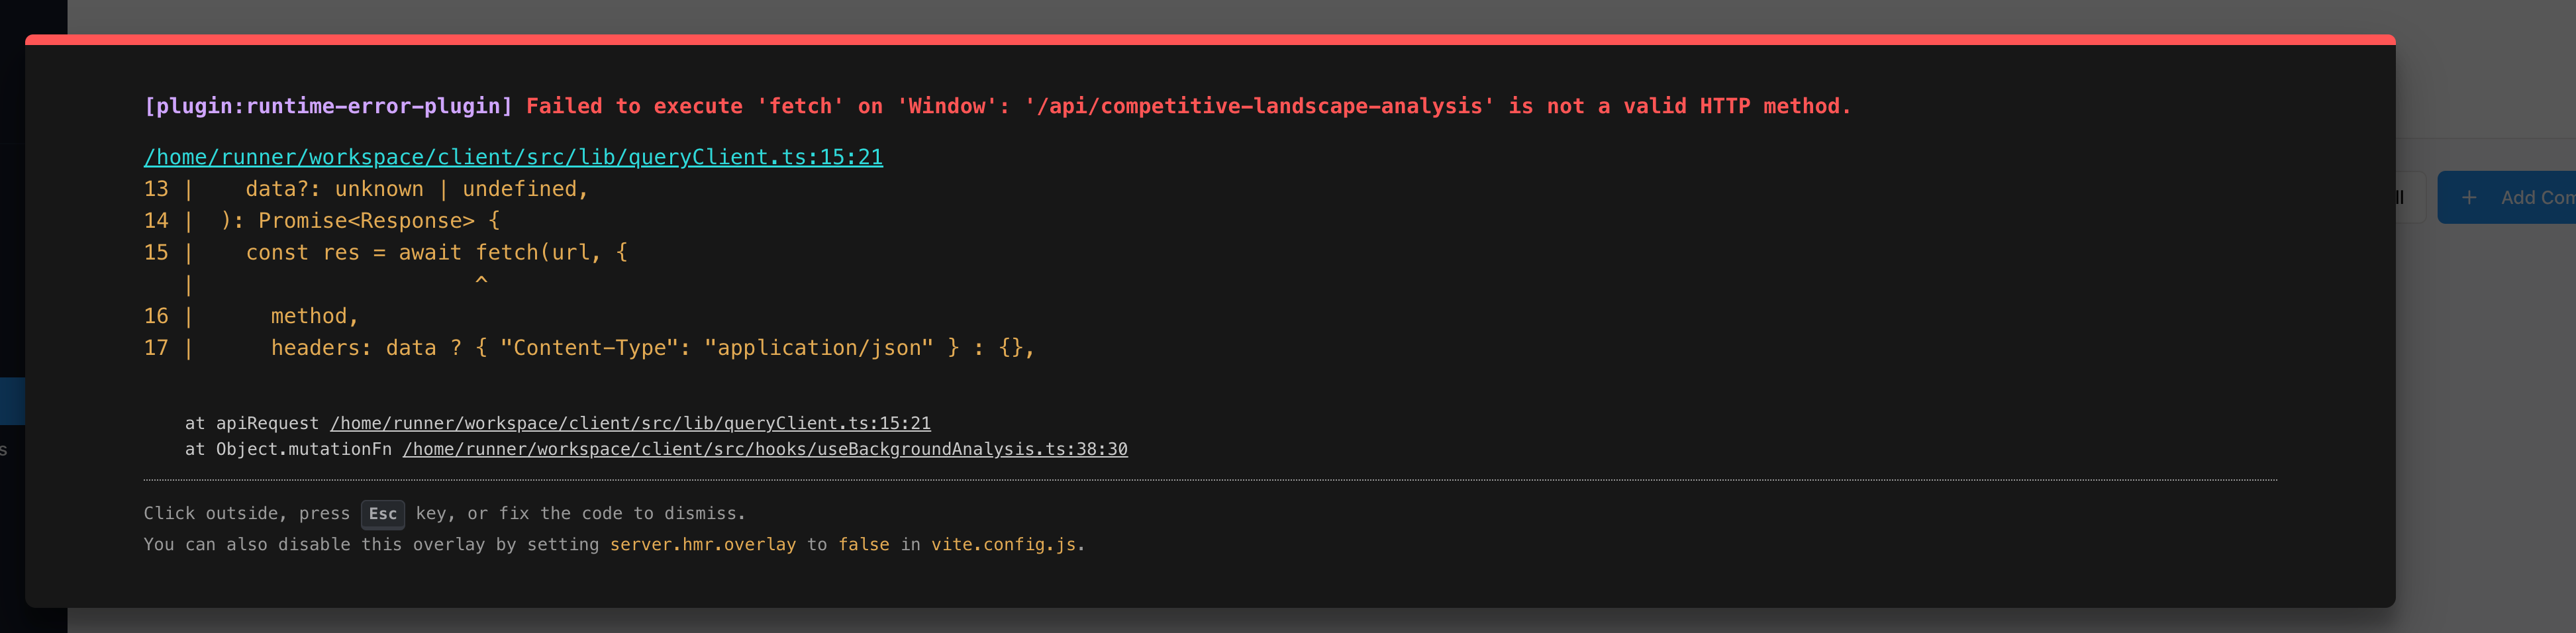 [plugin:runtime-error-plugin] Failed to execute 'fetch' on 'Window': '/api/competitive-landscape-analysis' is not a valid HTTP method.
/home/runner/workspace/client/src/lib/queryClient.ts:15:21
13 |    data?: unknown | undefined,
14 |  ): Promise<Response> {
15 |    const res = await fetch(url, {
   |                      ^
16 |      method,
17 |      headers: data ? { "Content-Type": "application/json" } : {},
at apiRequest /home/runner/workspace/client/src/lib/queryClient.ts:15:21
at Object.mutationFn /home/runner/workspace/client/src/hooks/useBackgroundAnalysis.ts:38:30
Click outside, press Esc key, or fix the code to dismiss.
You can also disable this overlay by setting server.hmr.overlay to false in vite.config.js.
ll
+ Add Com
s